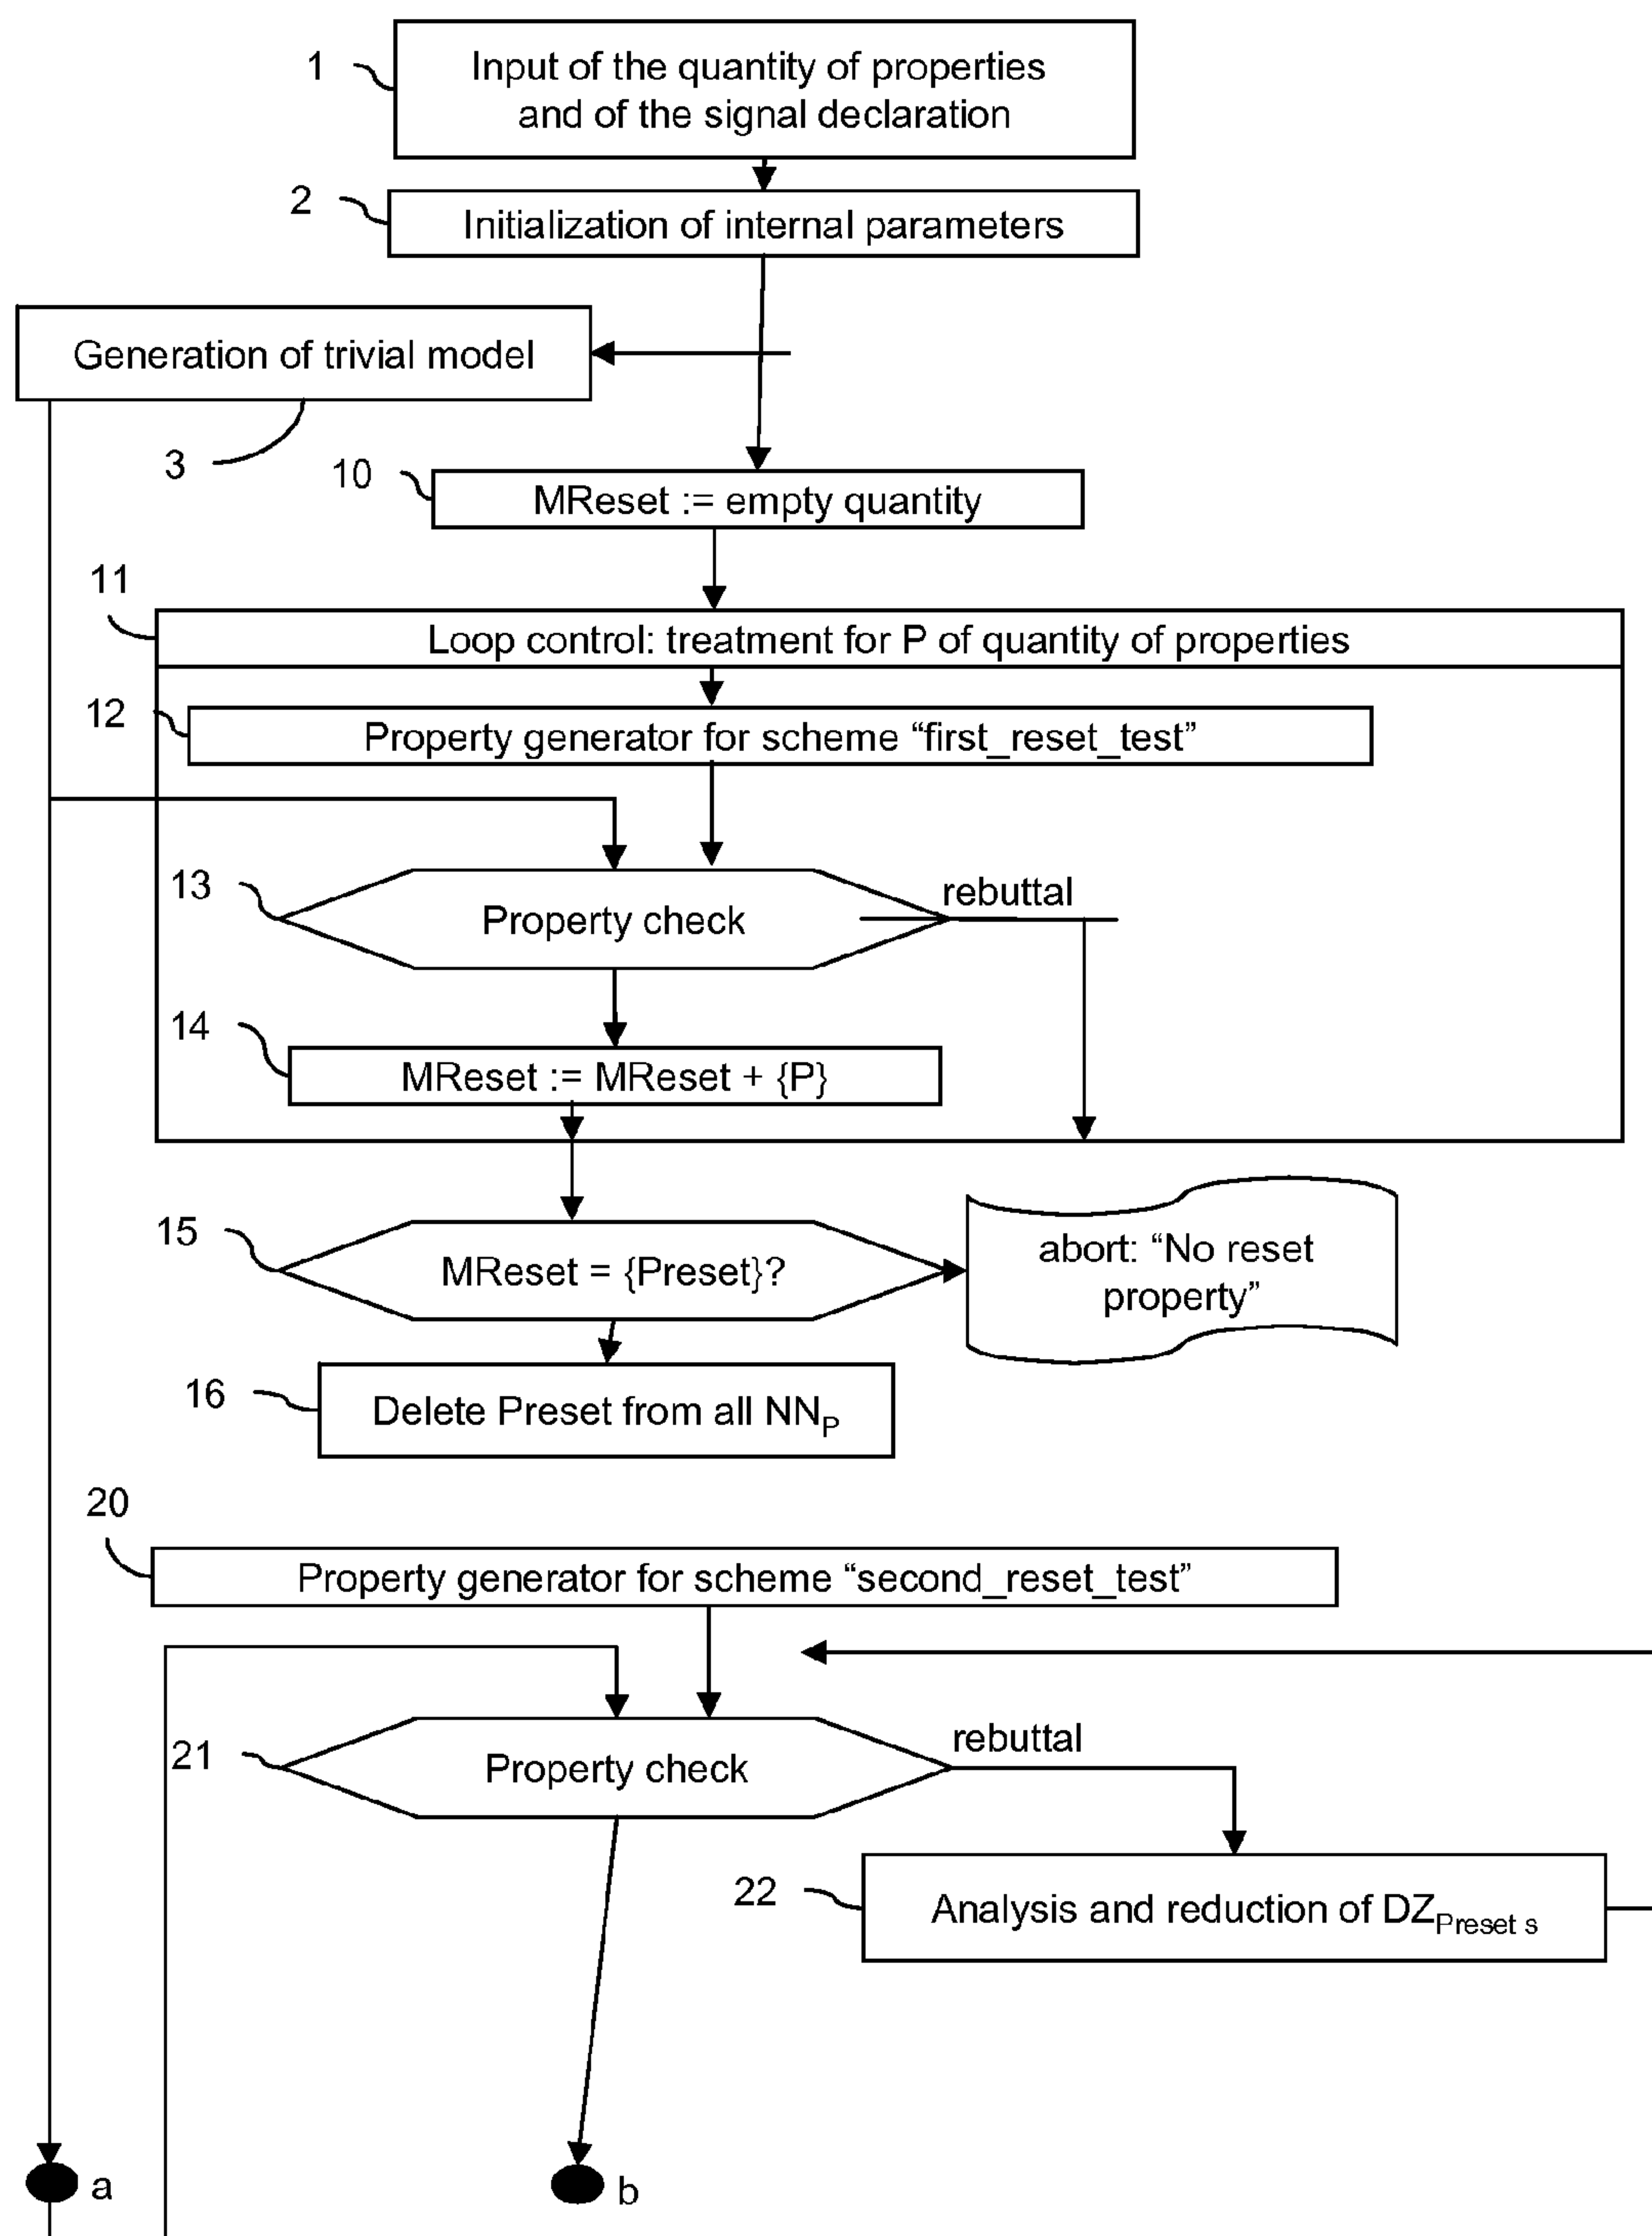 1
Input of the quantity of properties
and of the signal declaration
2
Initialization of internal parameters
Generation of trivial model
3
10
MReset := empty quantity
11
Loop control: treatment for P of quantity of properties
12
Property generator for scheme “first_reset_test”
13
Property check
rebuttal
14
MReset := MReset + {P}
15
MReset = {Preset}?
abort: “No reset
property”
16
Delete Preset from all NNP
20
Property generator for scheme “second_reset_test”
21
Property check
rebuttal
22
Analysis and reduction of DZPreset s
a
b